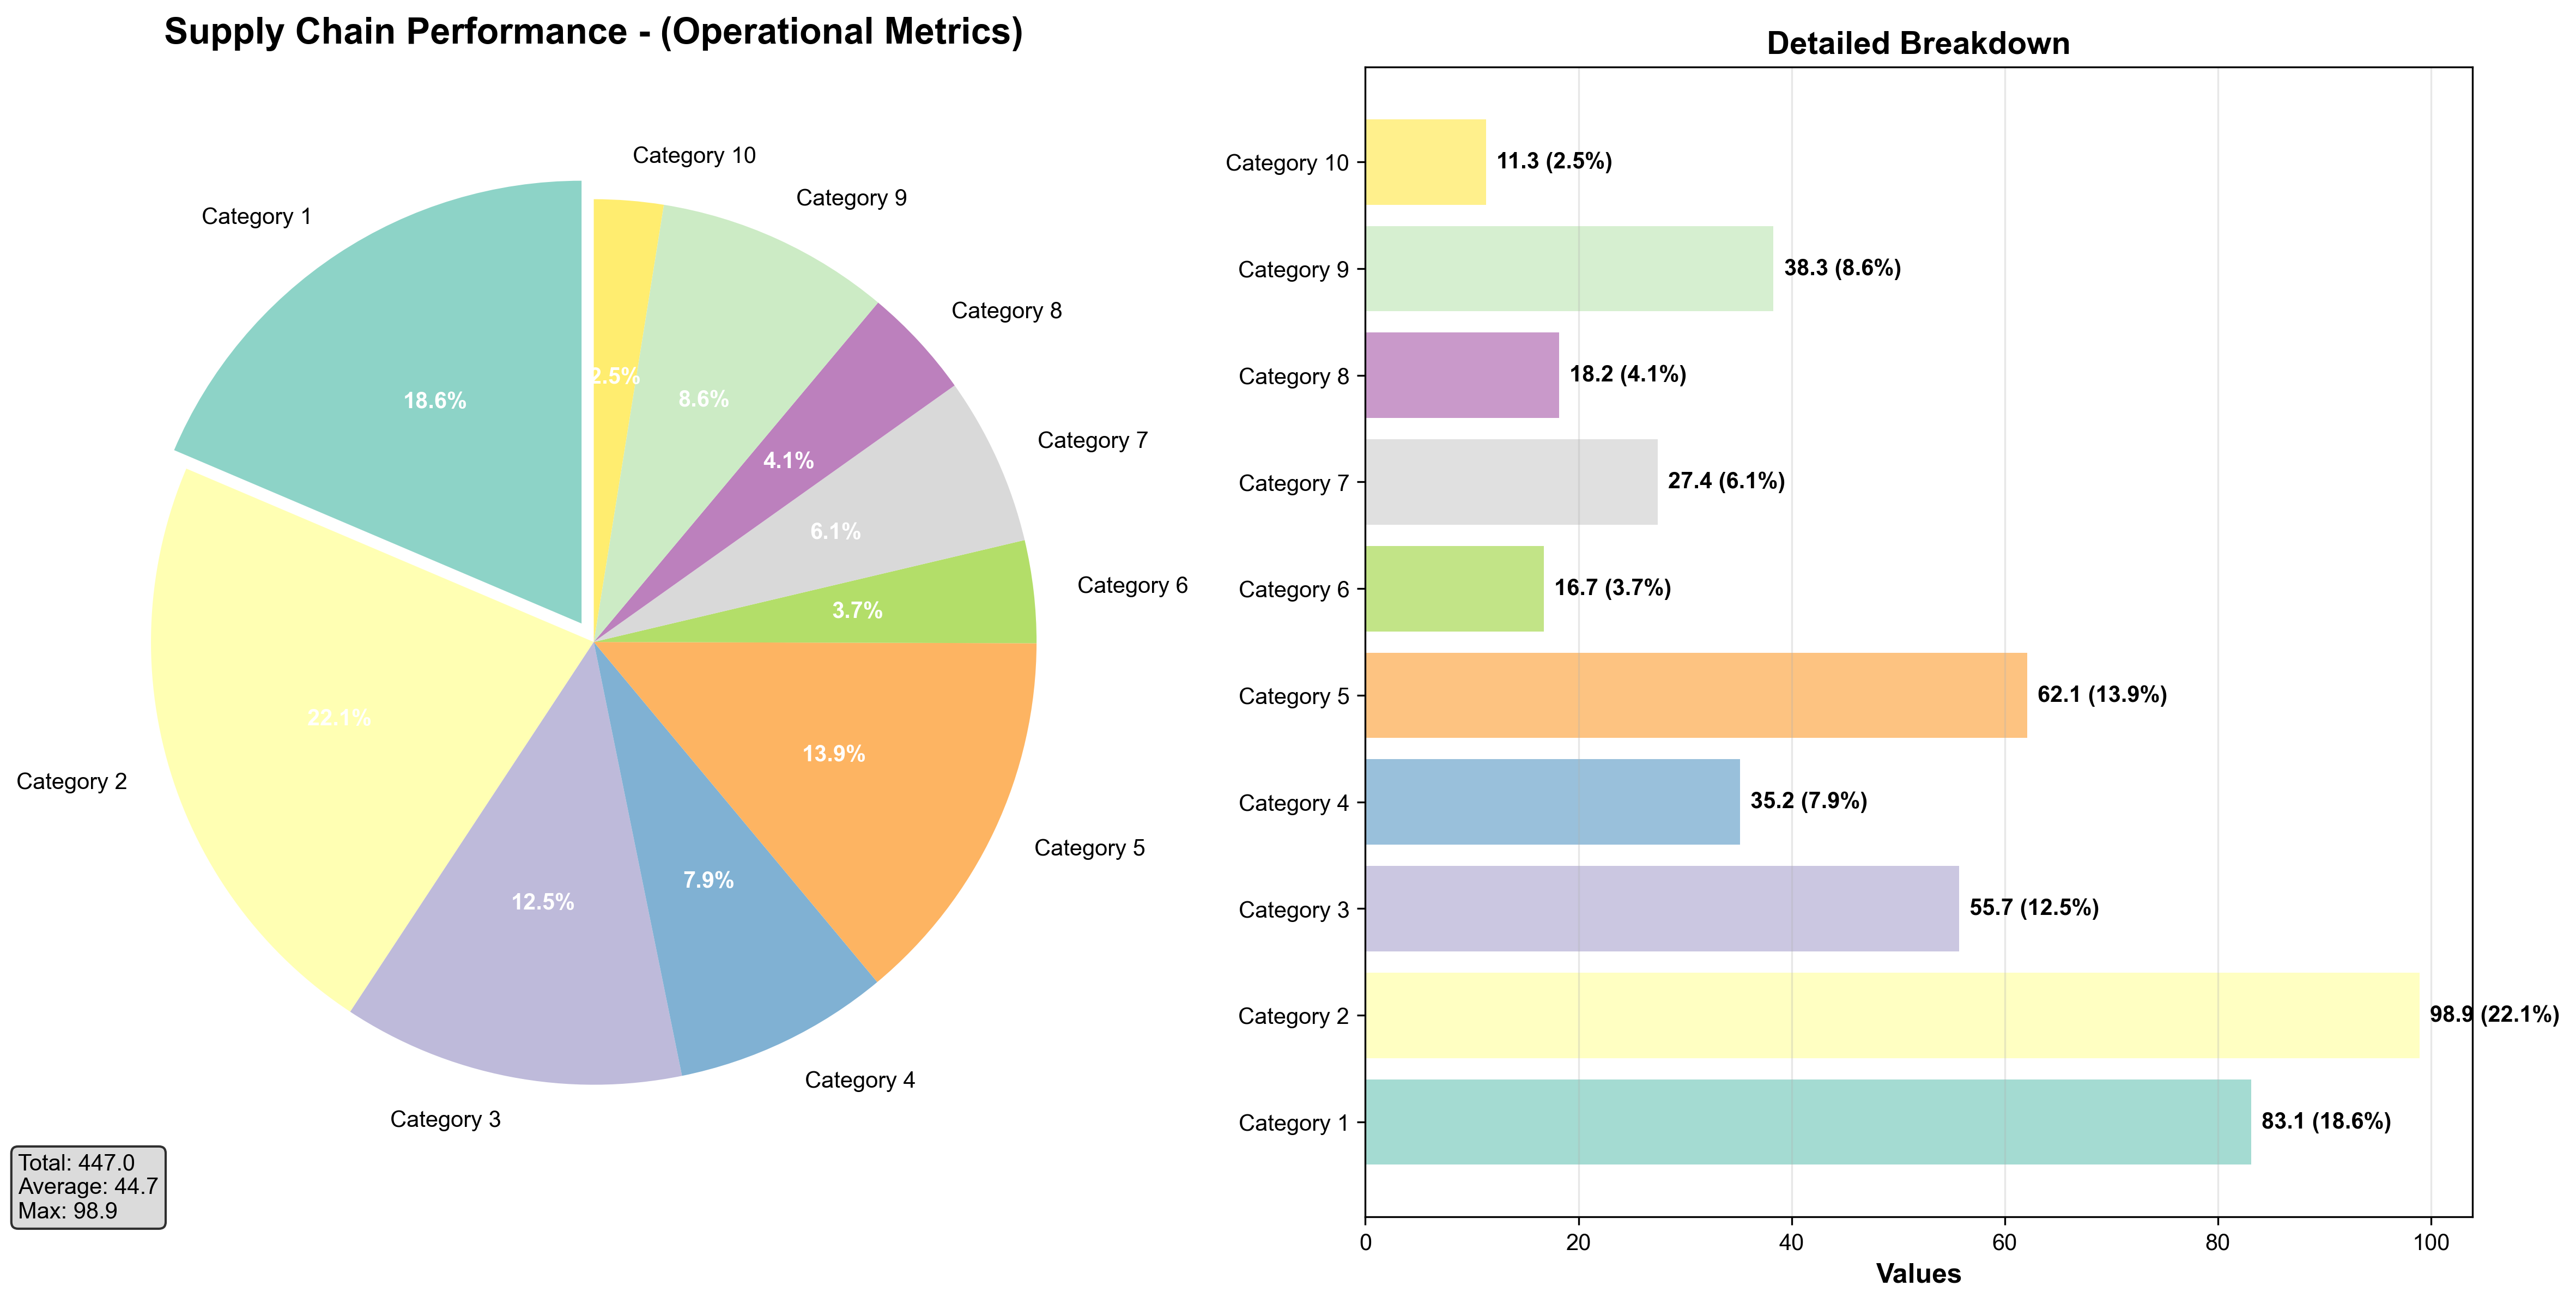 Supply Chain Performance - (Operational Metrics)
Category 10
Category 9
Category 1
Category 8
2.5%
8.6%
18.6%
Category 7
4.1%
6.1%
Category 6
3.7%
22.1%
13.9%
Category 2
Category 5
7.9%
12.5%
Category 4
Category 3
Total: 447.0
Average: 44.7
Max: 98.9
Detailed Breakdown
Category 10 11.3 (2.5%)
Category 9 38.3 (8.6%)
Category 8 18.2 (4.1%)
Category 7 27.4 (6.1%)
Category 6 16.7 (3.7%)
Category 5 62.1 (13.9%)
Category 4 35.2 (7.9%)
Category 3 55.7 (12.5%)
Category 2 98.9 (22.1%)
Category 1 83.1 (18.6%)
0 20 40 60 80 100
Values